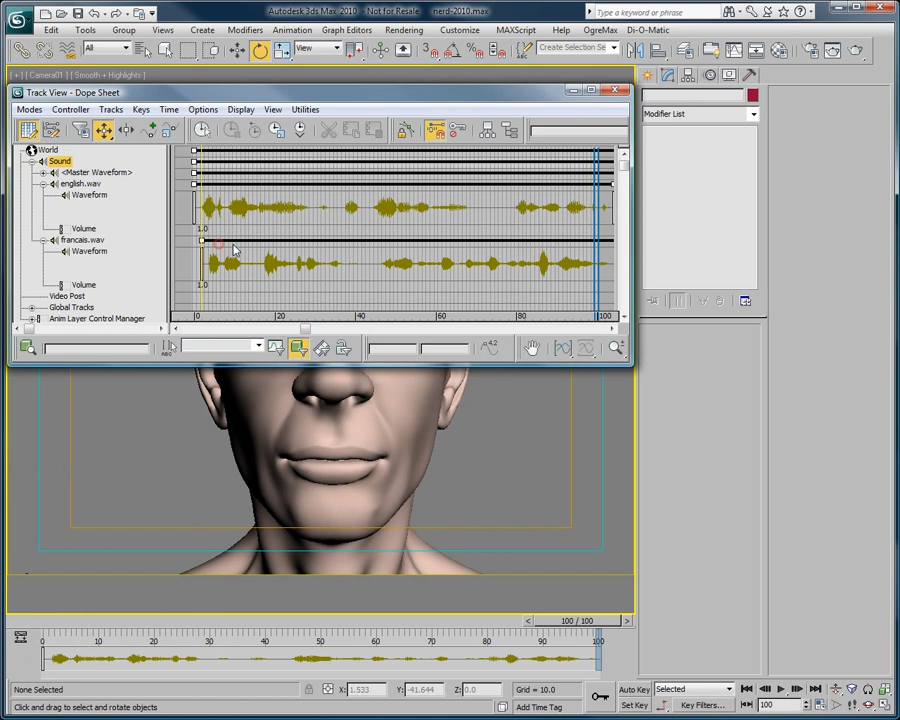 Autodesk 3ds Max 2010 - Not for Resale nerd-2010.max
Type a keyword or phrase
Edit Tools Group Views Create Modifiers Animation Graph Editors Rendering Customize MAXScript Help OgreMax Di-O-Matic
All View Create Selection Se
[ + ] [ Camera01 ] [ Smooth + Highlights ]
Modifier List
Track View - Dope Sheet
Modes Controller Tracks Keys Time Options Display View Utilities
World
Sound
<Master Waveform>
english.wav
Waveform
Volume
1.0
francais.wav
Waveform
Volume
1.0
Video Post
Global Tracks
Anim Layer Control Manager
0 20 40 60 80 100
ABC
100 / 100
0 10 20 30 40 50 60 70 80 90 100
None Selected X: 1.533 Y: -41.644 Z: 0.0 Grid = 10.0 Auto Key Selected
Click and drag to select and rotate objects Add Time Tag Set Key Key Filters... 100